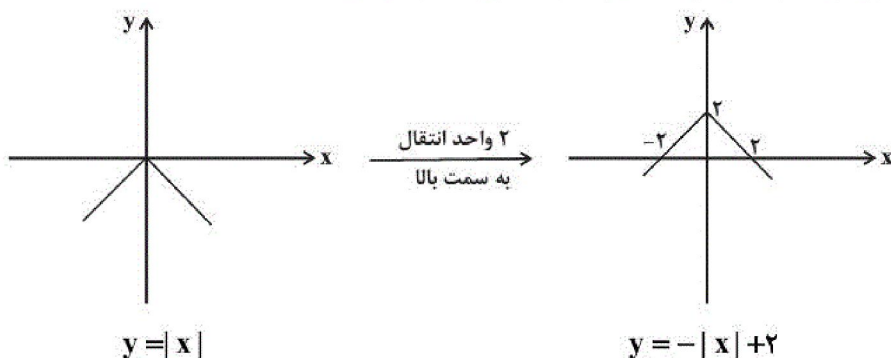 y
x
y =| x |
۲ واحد انتقال
به سمت بالا
y
۲
-۲
۲
x
y = -| x | +۲